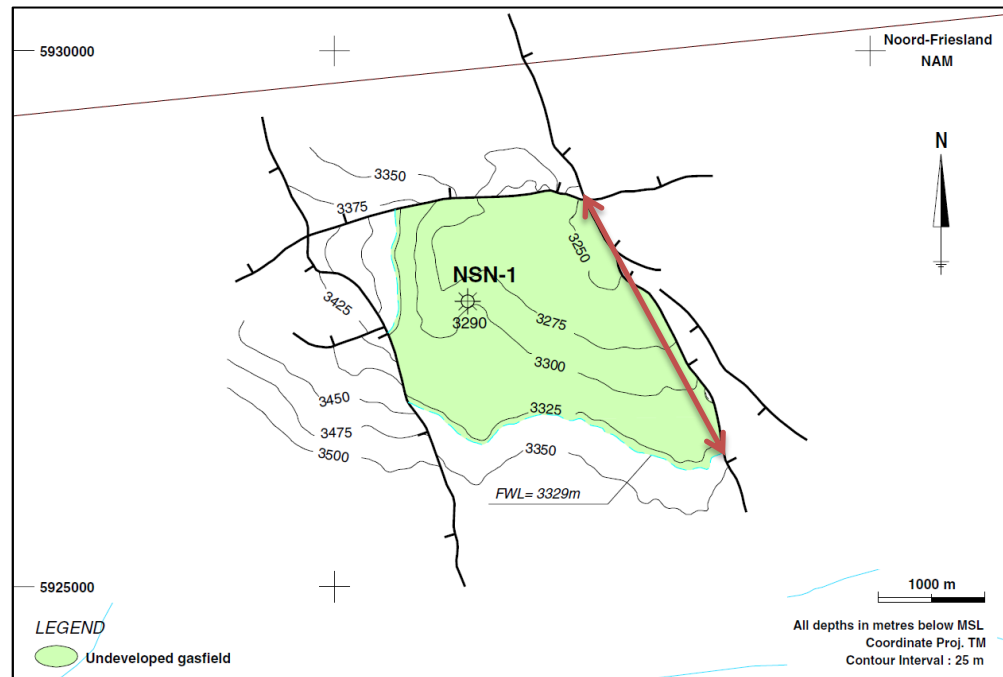 5930000
Noord-Friesland
NAM
N
3350
3375
3250
NSN-1
3290
3425
3275
3300
3450
3325
3475
3350
3500
FWL= 3329m
5925000
1000 m
LEGEND
Undeveloped gasfield
All depths in metres below MSL
Coordinate Proj. TM
Contour Interval : 25 m